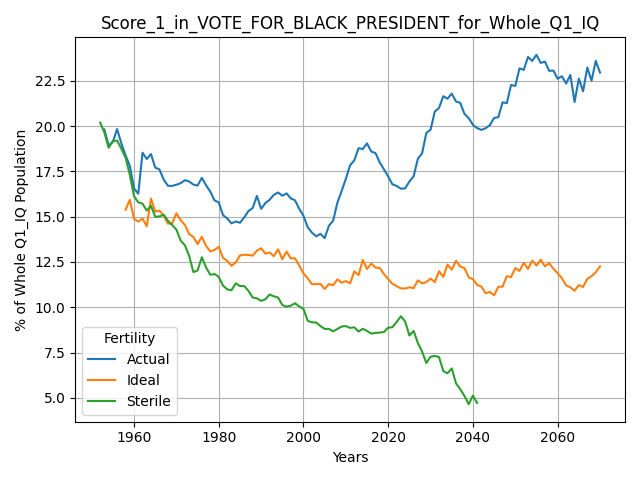 Score_1_in_VOTE_FOR_BLACK_PRESIDENT_for_Whole_Q1_IQ
% of Whole Q1_IQ Population
22.5
20.0
17.5
15.0
12.5
10.0
7.5
5.0
Fertility
Actual
Ideal
Sterile
1960 1980 2000 2020 2040 2060
Years